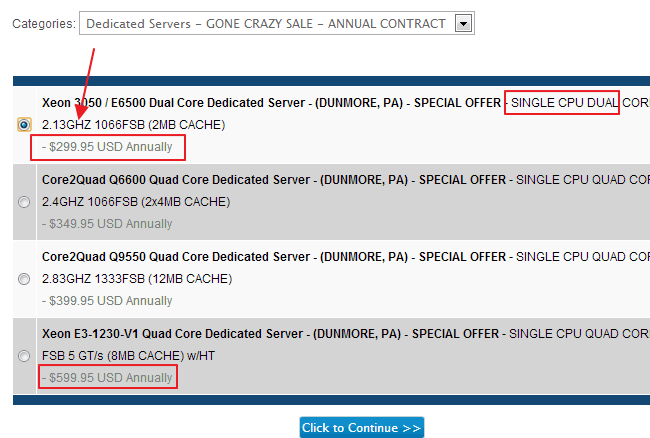 Categories: Dedicated Servers - GONE CRAZY SALE - ANNUAL CONTRACT
Xeon 3050 / E6500 Dual Core Dedicated Server - (DUNMORE, PA) - SPECIAL OFFER - SINGLE CPU DUAL COR
2.13GHZ 1066FSB (2MB CACHE)
- $299.95 USD Annually
Core2Quad Q6600 Quad Core Dedicated Server - (DUNMORE, PA) - SPECIAL OFFER - SINGLE CPU QUAD COR
2.4GHZ 1066FSB (2x4MB CACHE)
- $349.95 USD Annually
Core2Quad Q9550 Quad Core Dedicated Server - (DUNMORE, PA) - SPECIAL OFFER - SINGLE CPU QUAD COR
2.83GHZ 1333FSB (12MB CACHE)
- $399.95 USD Annually
Xeon E3-1230-V1 Quad Core Dedicated Server - (DUNMORE, PA) - SPECIAL OFFER - SINGLE CPU QUAD COR
FSB 5 GT/s (8MB CACHE) w/HT
- $599.95 USD Annually
Click to Continue >>